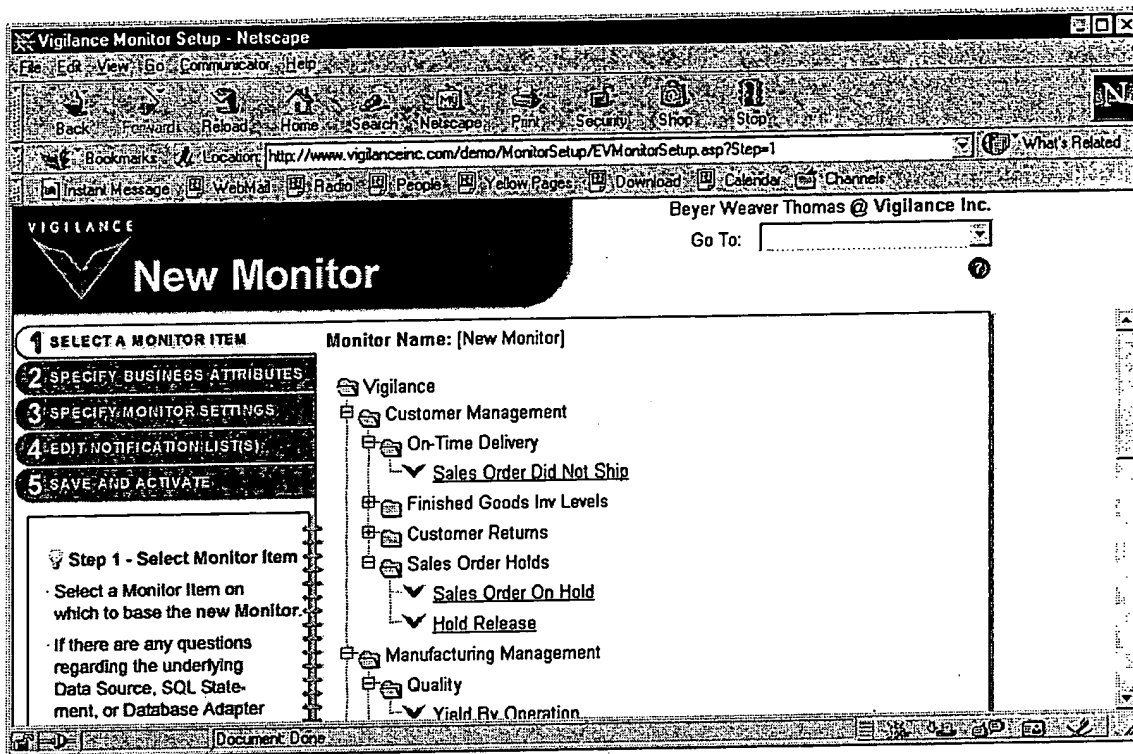 Vigilance Monitor Setup - Netscape
File Edit View Go Communicator Help
Back Forward Reload Home Search Netscape Print Security Shop Stop
Bookmarks Location: http://www.vigilanceinc.com/demo/MonitorSetup/EVMonitorSetup.asp?Step=1 What's Related
Instant Message WebMail Radio People Yellow Pages Download Calendar Channels
VIGILANCE
New Monitor
Beyer Weaver Thomas @ Vigilance Inc.
Go To:
?
1 SELECT A MONITOR ITEM
2 SPECIFY BUSINESS ATTRIBUTES
3 SPECIFY MONITOR SETTINGS
4 EDIT NOTIFICATION LIST(S)
5 SAVE AND ACTIVATE
Step 1 - Select Monitor Item
· Select a Monitor Item on
which to base the new Monitor.
· If there are any questions
regarding the underlying
Data Source, SQL State-
ment, or Database Adapter
Monitor Name: [New Monitor]
Vigilance
Customer Management
On-Time Delivery
Sales Order Did Not Ship
Finished Goods Inv Levels
Customer Returns
Sales Order Holds
Sales Order On Hold
Hold Release
Manufacturing Management
Quality
Yield By Operation
Document: Done